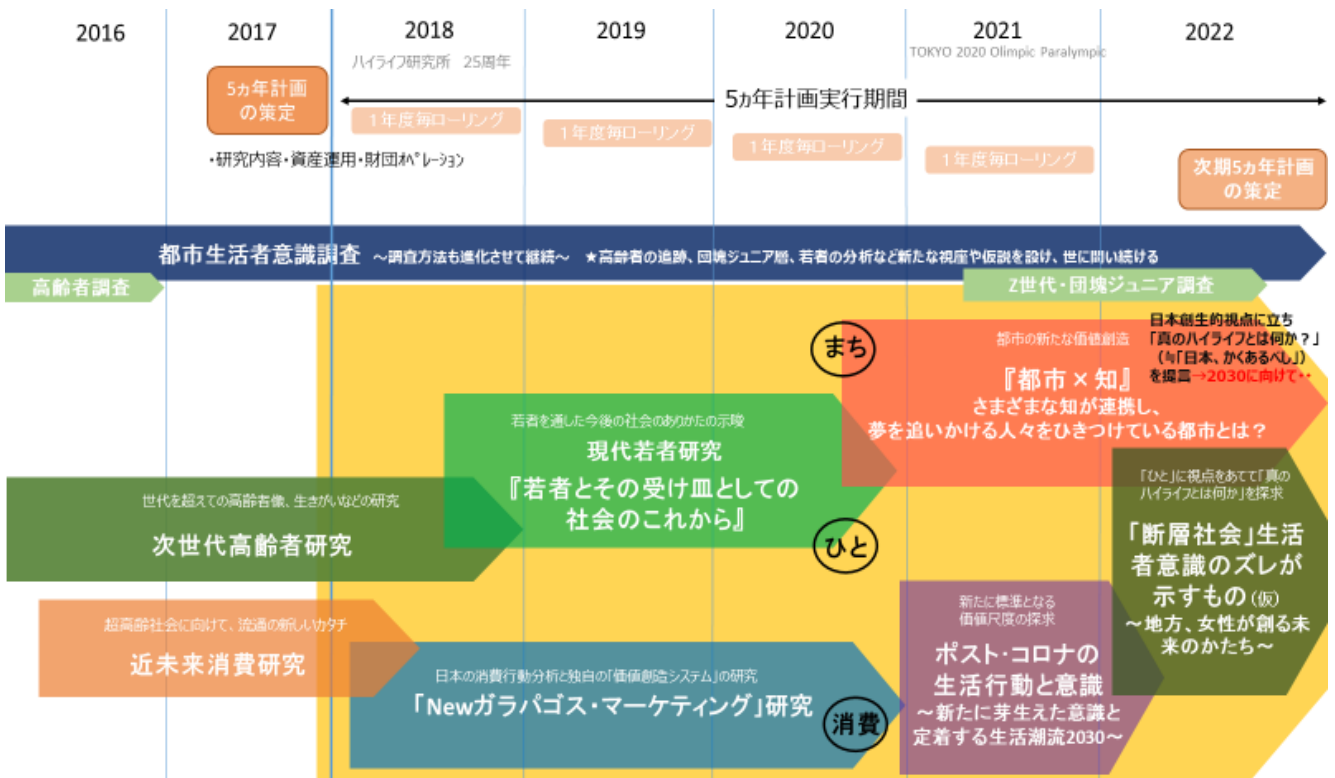 2016
2017
2018
2019
2020
2021
2022
ハイライフ研究所 25周年
TOKYO 2020 Olimpic Paralympic
5ヵ年計画
の策定
5ヵ年計画実行期間
1年度毎ローリング
1年度毎ローリング
1年度毎ローリング
1年度毎ローリング
・研究内容・資産運用・財団ｵﾍﾟﾚｰｼｮﾝ
次期5ヵ年計画
の策定
都市生活者意識調査 ～調査方法も進化させて継続～ ★高齢者の追跡、団塊ジュニア層、若者の分析など新たな視座や仮説を設け、世に問い続ける
高齢者調査
Z世代・団塊ジュニア調査
まち
都市の新たな価値創造
『都市×知』
さまざまな知が連携し、
夢を追いかける人々をひきつけている都市とは？
日本創生的視点に立ち
「真のハイライフとは何か？」
（≒「日本、かくあるべし」）
を提言→2030に向けて・・
若者を通した今後の社会のありかたの示唆
現代若者研究
『若者とその受け皿としての
社会のこれから』
ひと
世代を超えての高齢者像、生きがいなどの研究
次世代高齢者研究
「ひと」に視点をあてて「真の
ハイライフとは何か」を探求
「断層社会」生活
者意識のズレが
示すもの（仮）
～地方、女性が創る未
来のかたち～
超高齢社会に向けて、流通の新しいカタチ
近未来消費研究
日本の消費行動分析と独自の「価値創造システム」の研究
「Newガラパゴス・マーケティング」研究
消費
新たに標準となる
価値尺度の探求
ポスト・コロナの
生活行動と意識
～新たに芽生えた意識と
定着する生活潮流2030～